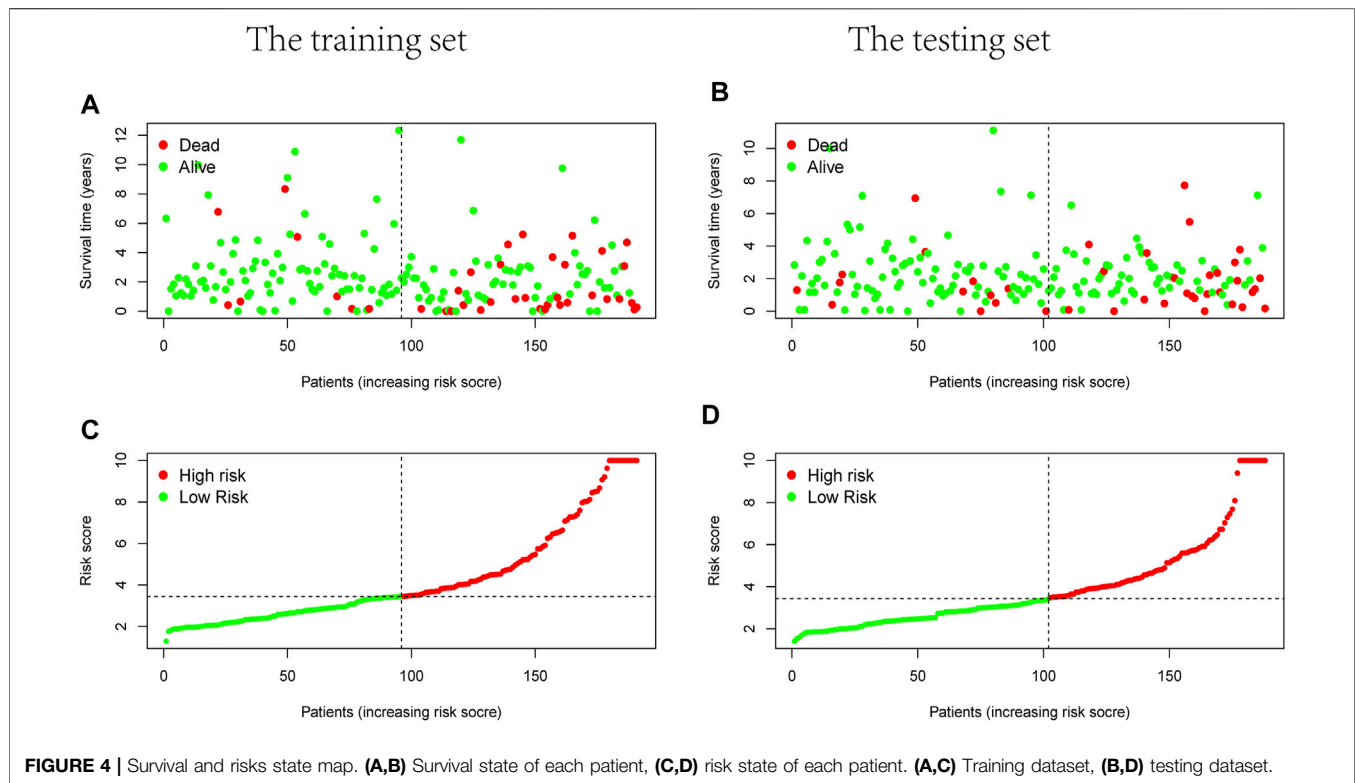 The training set
The testing set
A
Dead
Alive
Survival time (years)
0 2 4 6 8 10 12
0 50 100 150
Patients (increasing risk socre)
B
Dead
Alive
Survival time (years)
0 2 4 6 8 10
0 50 100 150
Patients (increasing risk socre)
C
High risk
Low Risk
Risk score
2 4 6 8 10
0 50 100 150
Patients (increasing risk socre)
D
High risk
Low Risk
Risk score
2 4 6 8 10
0 50 100 150
Patients (increasing risk socre)
FIGURE 4 | Survival and risks state map. (A,B) Survival state of each patient, (C,D) risk state of each patient. (A,C) Training dataset, (B,D) testing dataset.